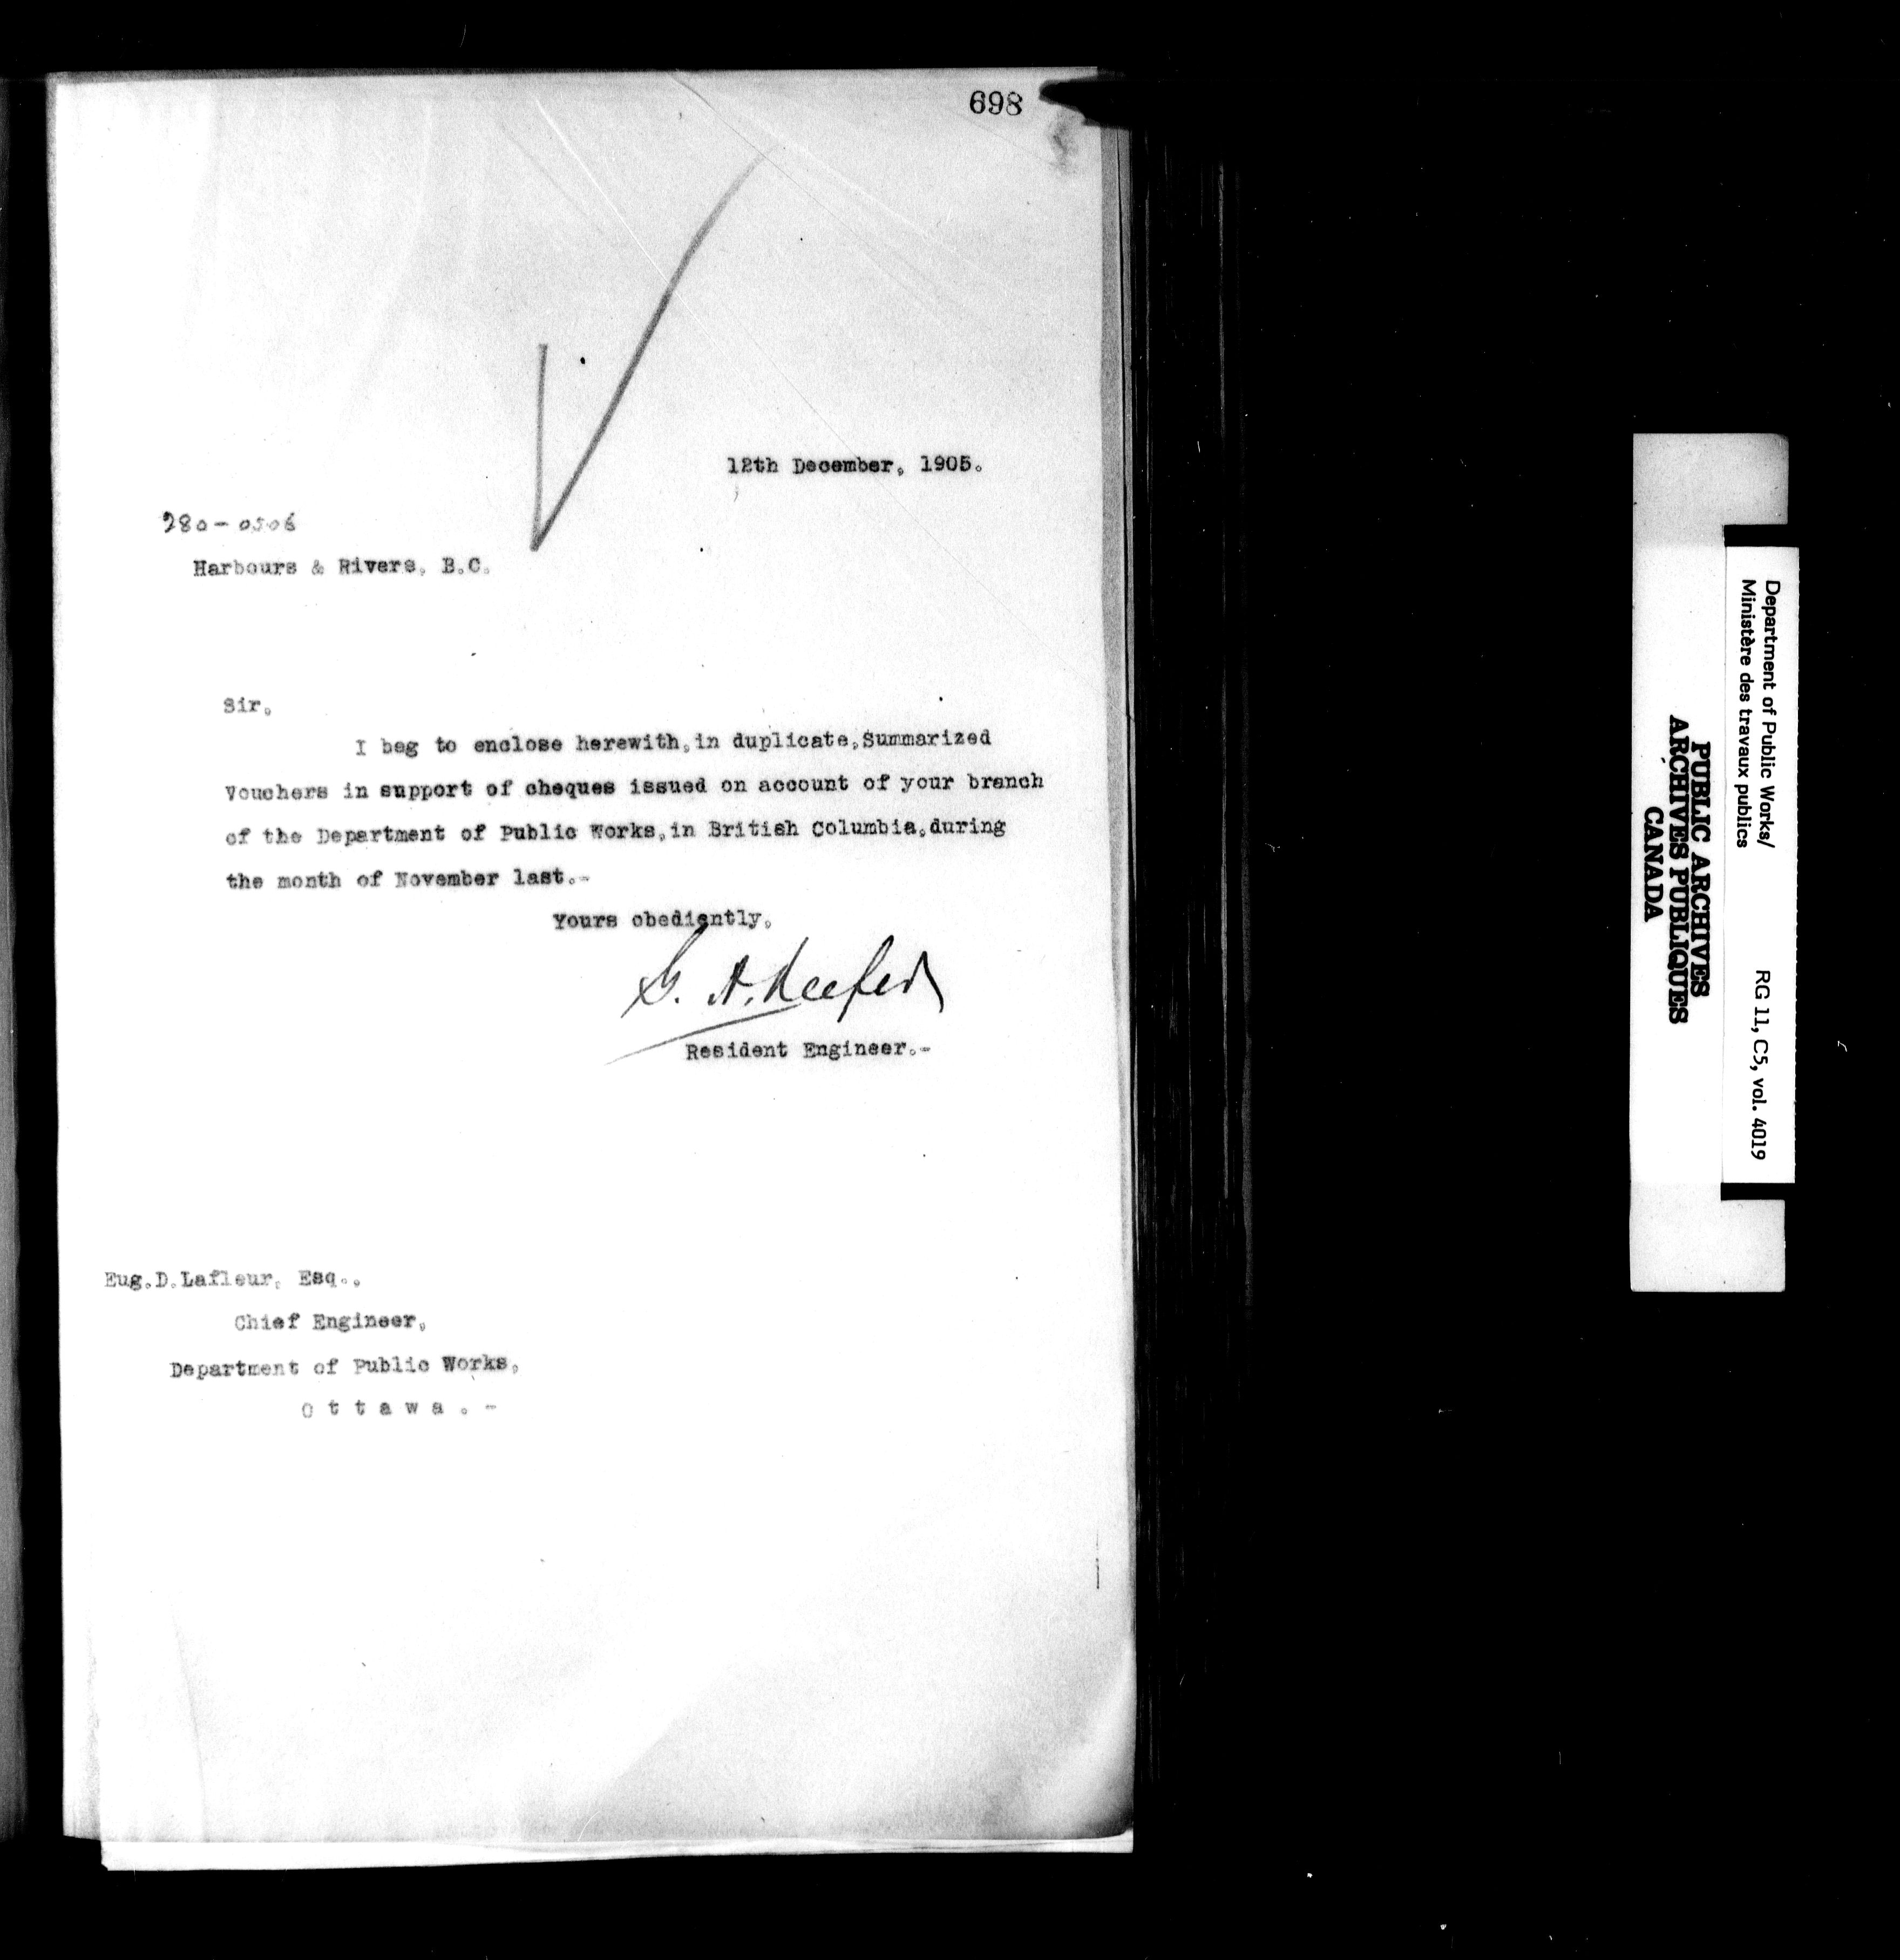 698
12th December, 1905.
980-0506
Harbours & Rivers, B.C.
Sir,
I beg to enclose herewith, in duplicate, Summarized
Vouchers in support of cheques issued on account of your branch
of the Department of Public Works, in British Columbia, during
the month of November last.-
Yours obediently,
G. A. Keefer
Resident Engineer.-
Eug.D.Lafleur, Esq.,
Chief Engineer,
Department of Public Works,
O t t a w a . -
Department of Public Works/
Ministère des travaux publics
RG 11, C5, vol. 4019
PUBLIC ARCHIVES
ARCHIVES PUBLIQUES
CANADA